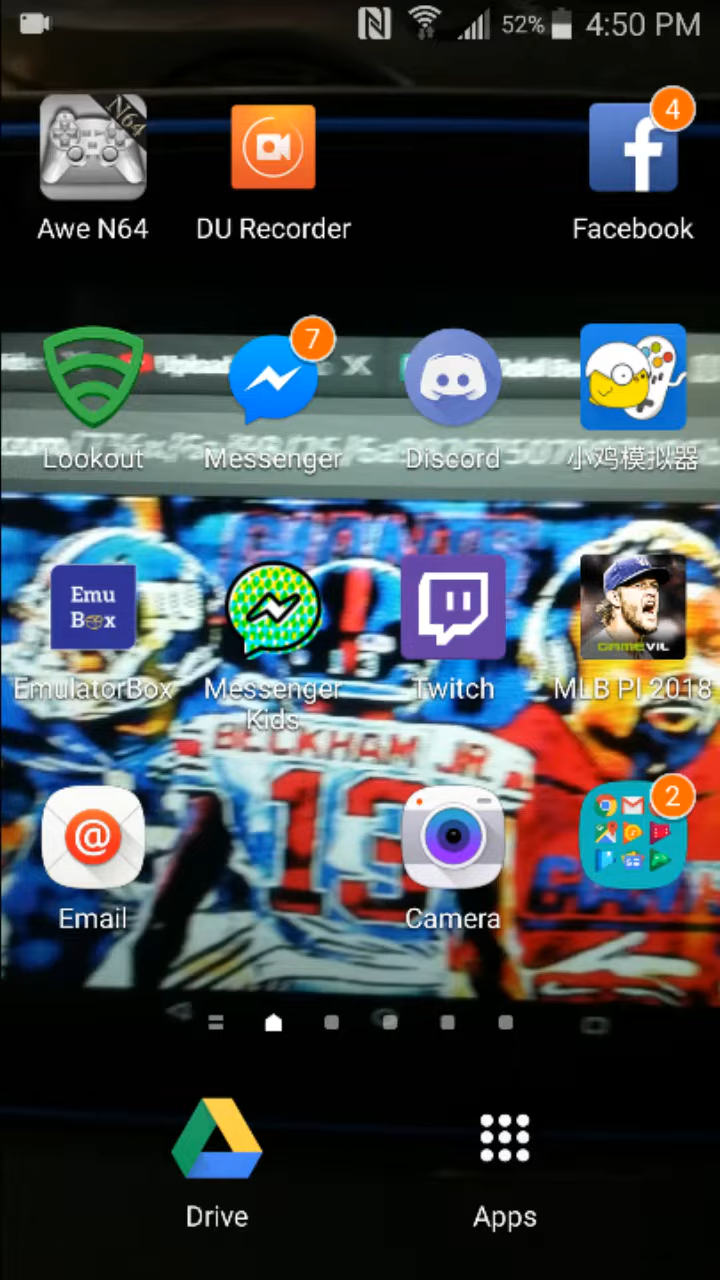 52% 4:50 PM
N64
4
Awe N64
DU Recorder
Facebook
7
Lookout
Messenger
Discord
小鸡模拟器
Emu
Box
GAMEVIL
EmulatorBox
Messenger
Kids
Twitch
MLB PI 2018
GIANTS
BECKHAM JR.
13
2
Email
Camera
Drive
Apps